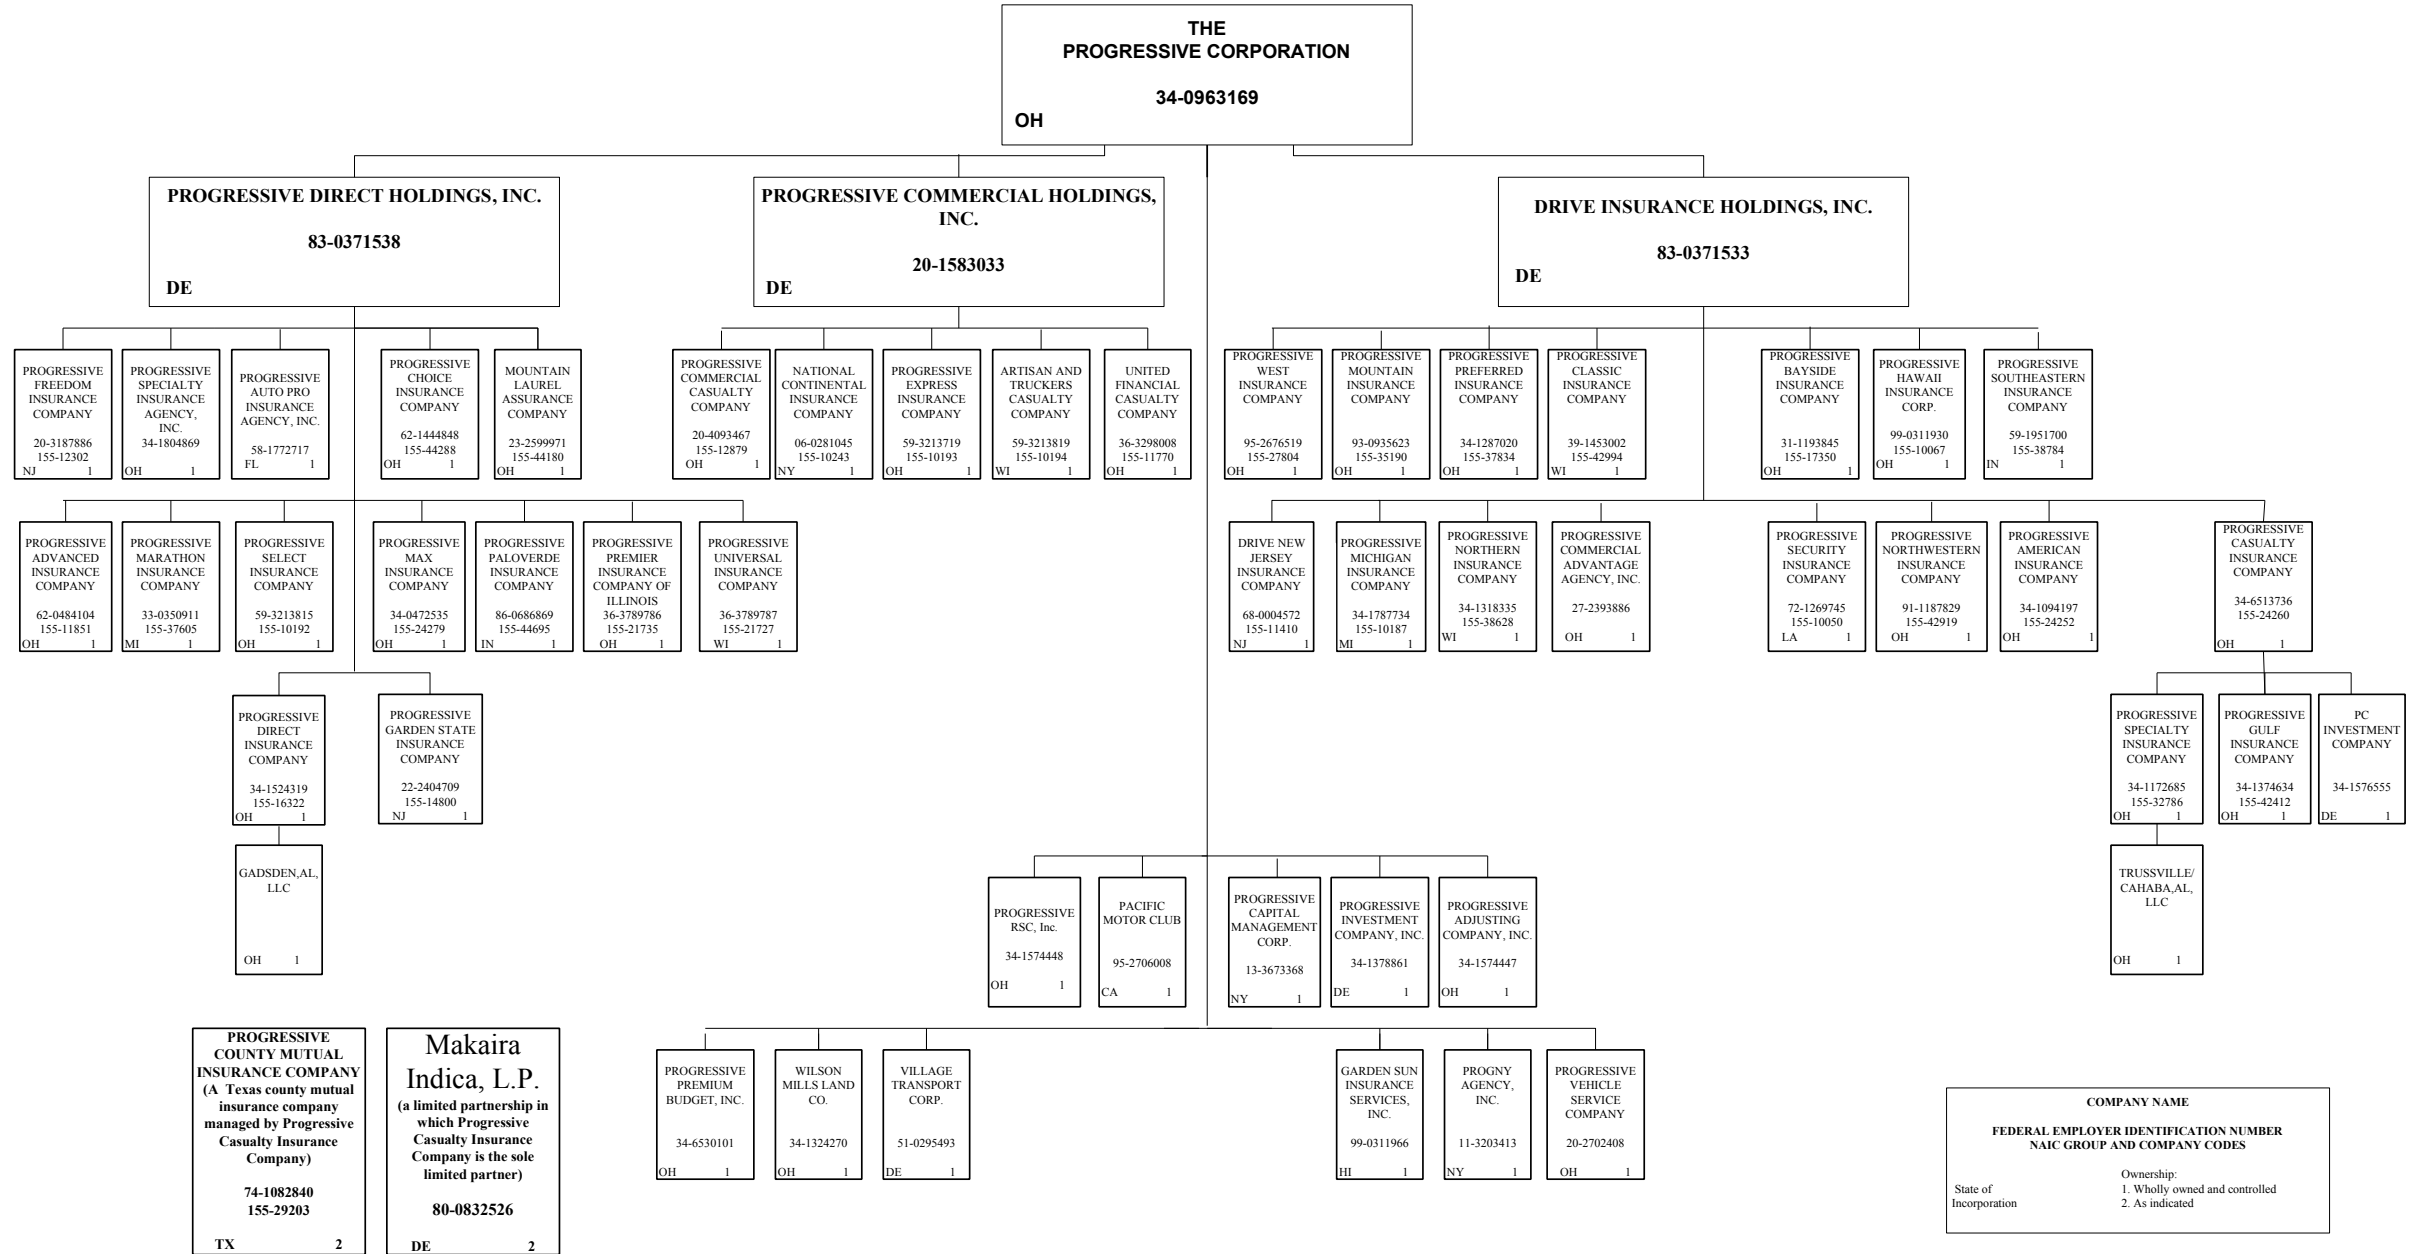 THE
PROGRESSIVE CORPORATION
34-0963169
OH
PROGRESSIVE DIRECT HOLDINGS, INC.
83-0371538
DE
PROGRESSIVE COMMERCIAL HOLDINGS,
INC.
20-1583033
DE
DRIVE INSURANCE HOLDINGS, INC.
83-0371533
DE
PROGRESSIVE
FREEDOM
INSURANCE
COMPANY
20-3187886
155-12302
NJ 1
PROGRESSIVE
SPECIALTY
INSURANCE
AGENCY,
INC.
34-1804869
OH 1
PROGRESSIVE
AUTO PRO
INSURANCE
AGENCY, INC.
58-1772717
FL 1
PROGRESSIVE
CHOICE
INSURANCE
COMPANY
62-1444848
155-44288
OH 1
MOUNTAIN
LAUREL
ASSURANCE
COMPANY
23-2599971
155-44180
OH 1
PROGRESSIVE
COMMERCIAL
CASUALTY
COMPANY
20-4093467
155-12879
OH 1
NATIONAL
CONTINENTAL
INSURANCE
COMPANY
06-0281045
155-10243
NY 1
PROGRESSIVE
EXPRESS
INSURANCE
COMPANY
59-3213719
155-10193
OH 1
ARTISAN AND
TRUCKERS
CASUALTY
COMPANY
59-3213819
155-10194
WI 1
UNITED
FINANCIAL
CASUALTY
COMPANY
36-3298008
155-11770
OH 1
PROGRESSIVE
WEST
INSURANCE
COMPANY
95-2676519
155-27804
OH 1
PROGRESSIVE
MOUNTAIN
INSURANCE
COMPANY
93-0935623
155-35190
OH 1
PROGRESSIVE
PREFERRED
INSURANCE
COMPANY
34-1287020
155-37834
OH 1
PROGRESSIVE
CLASSIC
INSURANCE
COMPANY
39-1453002
155-42994
WI 1
PROGRESSIVE
BAYSIDE
INSURANCE
COMPANY
31-1193845
155-17350
OH 1
PROGRESSIVE
HAWAII
INSURANCE
CORP.
99-0311930
155-10067
OH 1
PROGRESSIVE
SOUTHEASTERN
INSURANCE
COMPANY
59-1951700
155-38784
IN 1
PROGRESSIVE
ADVANCED
INSURANCE
COMPANY
62-0484104
155-11851
OH 1
PROGRESSIVE
MARATHON
INSURANCE
COMPANY
33-0350911
155-37605
MI 1
PROGRESSIVE
SELECT
INSURANCE
COMPANY
59-3213815
155-10192
OH 1
PROGRESSIVE
MAX
INSURANCE
COMPANY
34-0472535
155-24279
OH 1
PROGRESSIVE
PALOVERDE
INSURANCE
COMPANY
86-0686869
155-44695
IN 1
PROGRESSIVE
PREMIER
INSURANCE
COMPANY OF
ILLINOIS
36-3789786
155-21735
OH 1
PROGRESSIVE
UNIVERSAL
INSURANCE
COMPANY
36-3789787
155-21727
WI 1
DRIVE NEW
JERSEY
INSURANCE
COMPANY
68-0004572
155-11410
NJ 1
PROGRESSIVE
MICHIGAN
INSURANCE
COMPANY
34-1787734
155-10187
MI 1
PROGRESSIVE
NORTHERN
INSURANCE
COMPANY
34-1318335
155-38628
WI 1
PROGRESSIVE
COMMERCIAL
ADVANTAGE
AGENCY, INC.
27-2393886
OH 1
PROGRESSIVE
SECURITY
INSURANCE
COMPANY
72-1269745
155-10050
LA 1
PROGRESSIVE
NORTHWESTERN
INSURANCE
COMPANY
91-1187829
155-42919
OH 1
PROGRESSIVE
AMERICAN
INSURANCE
COMPANY
34-1094197
155-24252
OH 1
PROGRESSIVE
CASUALTY
INSURANCE
COMPANY
34-6513736
155-24260
OH 1
PROGRESSIVE
DIRECT
INSURANCE
COMPANY
34-1524319
155-16322
OH 1
PROGRESSIVE
GARDEN STATE
INSURANCE
COMPANY
22-2404709
155-14800
NJ 1
PROGRESSIVE
SPECIALTY
INSURANCE
COMPANY
34-1172685
155-32786
OH 1
PROGRESSIVE
GULF
INSURANCE
COMPANY
34-1374634
155-42412
OH 1
PC
INVESTMENT
COMPANY
34-1576555
DE 1
GADSDEN,AL,
LLC
OH 1
TRUSSVILLE/
CAHABA,AL,
LLC
OH 1
PROGRESSIVE
RSC, Inc.
34-1574448
OH 1
PACIFIC
MOTOR CLUB
95-2706008
CA 1
PROGRESSIVE
CAPITAL
MANAGEMENT
CORP.
13-3673368
NY 1
PROGRESSIVE
INVESTMENT
COMPANY, INC.
34-1378861
DE 1
PROGRESSIVE
ADJUSTING
COMPANY, INC.
34-1574447
OH 1
PROGRESSIVE
COUNTY MUTUAL
INSURANCE COMPANY
(A Texas county mutual
insurance company
managed by Progressive
Casualty Insurance
Company)
74-1082840
155-29203
TX 2
Makaira
Indica, L.P.
(a limited partnership in
which Progressive
Casualty Insurance
Company is the sole
limited partner)
80-0832526
DE 2
PROGRESSIVE
PREMIUM
BUDGET, INC.
34-6530101
OH 1
WILSON
MILLS LAND
CO.
34-1324270
OH 1
VILLAGE
TRANSPORT
CORP.
51-0295493
DE 1
GARDEN SUN
INSURANCE
SERVICES,
INC.
99-0311966
HI 1
PROGNY
AGENCY,
INC.
11-3203413
NY 1
PROGRESSIVE
VEHICLE
SERVICE
COMPANY
20-2702408
OH 1
COMPANY NAME
FEDERAL EMPLOYER IDENTIFICATION NUMBER
NAIC GROUP AND COMPANY CODES
Ownership:
State of 1. Wholly owned and controlled
Incorporation 2. As indicated